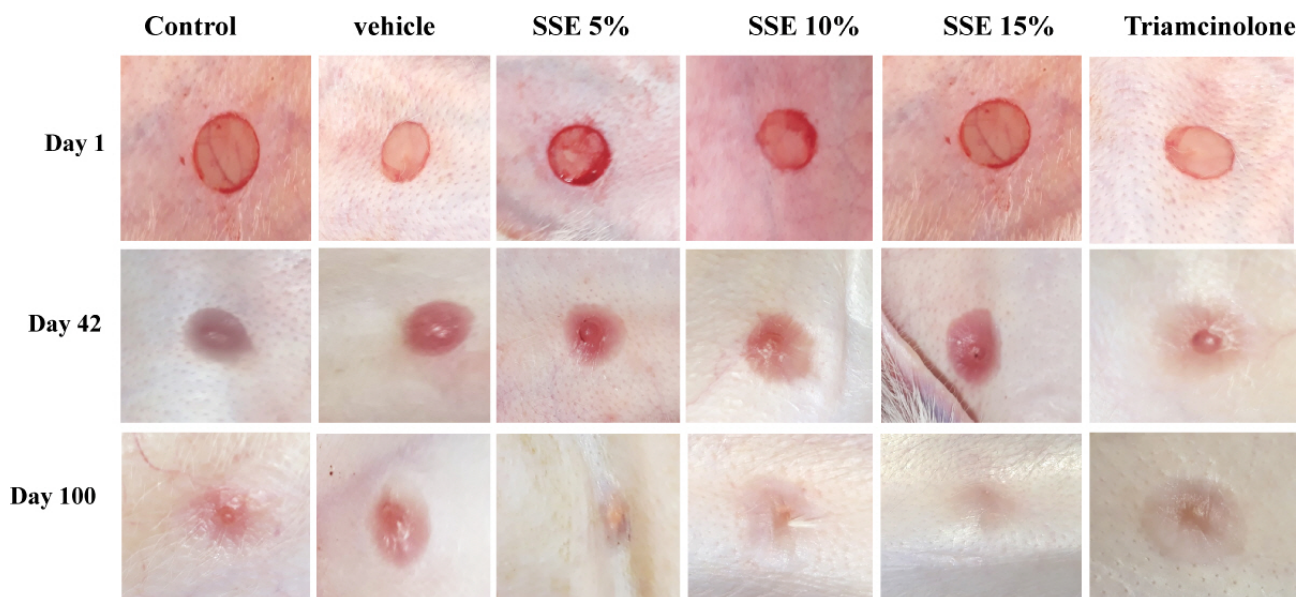 Control vehicle SSE 5% SSE 10% SSE 15% Triamcinolone
Day 1
Day 42
Day 100